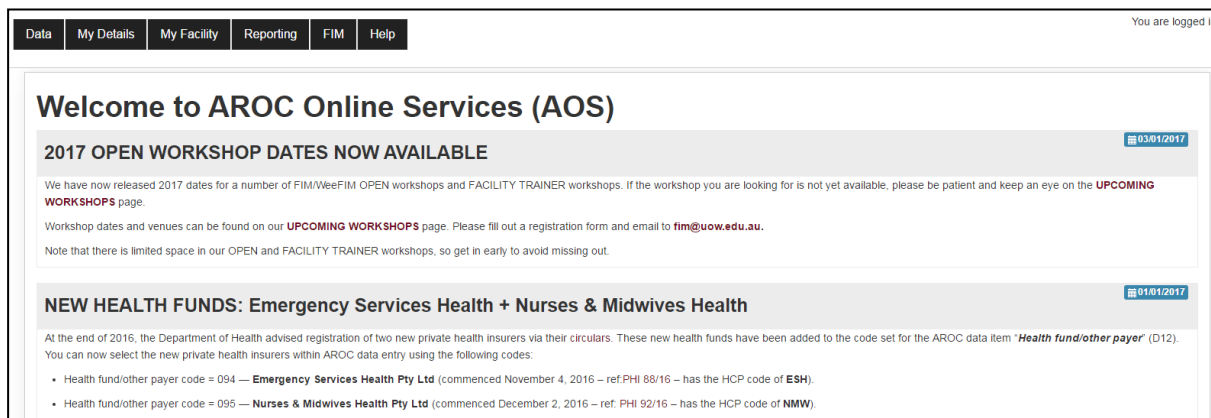 You are logged i
Data My Details My Facility Reporting FIM Help
Welcome to AROC Online Services (AOS)
03/01/2017
2017 OPEN WORKSHOP DATES NOW AVAILABLE
We have now released 2017 dates for a number of FIM/WeeFIM OPEN workshops and FACILITY TRAINER workshops. If the workshop you are looking for is not yet available, please be patient and keep an eye on the UPCOMING
WORKSHOPS page.
Workshop dates and venues can be found on our UPCOMING WORKSHOPS page. Please fill out a registration form and email to fim@uow.edu.au.
Note that there is limited space in our OPEN and FACILITY TRAINER workshops, so get in early to avoid missing out.
01/01/2017
NEW HEALTH FUNDS: Emergency Services Health + Nurses & Midwives Health
At the end of 2016, the Department of Health advised registration of two new private health insurers via their circulars. These new health funds have been added to the code set for the AROC data item "Health fund/other payer" (D12).
You can now select the new private health insurers within AROC data entry using the following codes:
• Health fund/other payer code = 094 — Emergency Services Health Pty Ltd (commenced November 4, 2016 – ref:PHI 88/16 – has the HCP code of ESH).
• Health fund/other payer code = 095 — Nurses & Midwives Health Pty Ltd (commenced December 2, 2016 – ref: PHI 92/16 – has the HCP code of NMW).